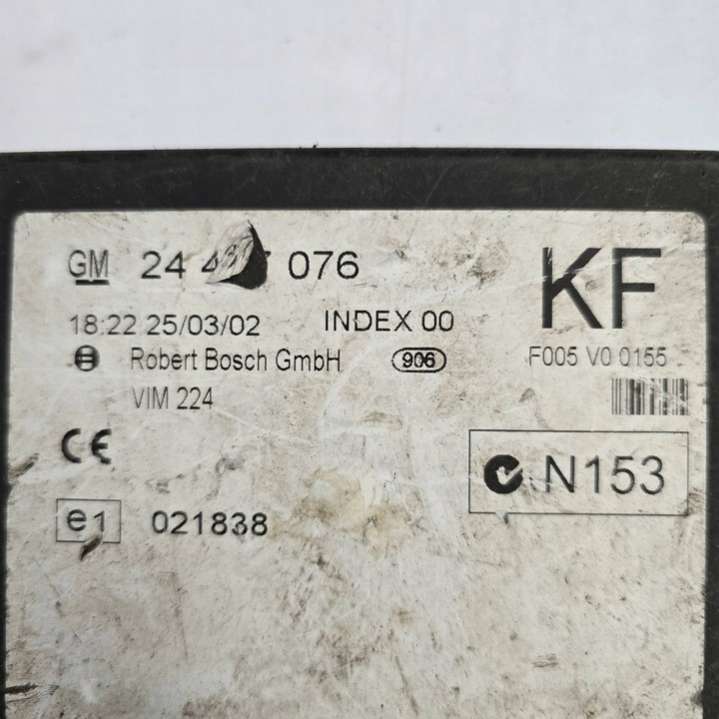 GM 24 076
KF
18:22 25/03/02 INDEX 00
Robert Bosch GmbH 906 F005 V0 0155
VIM 224
CE
N153
e1 021838